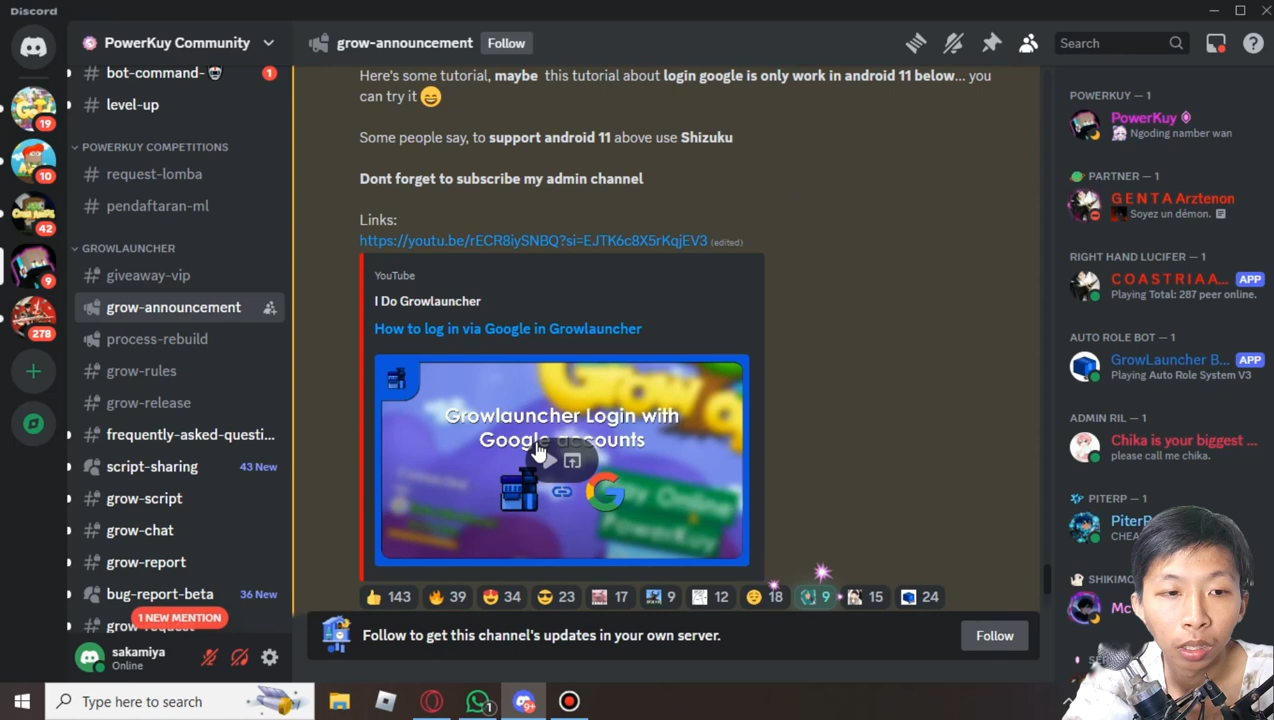 Discord
PowerKuy Community
grow-announcement
Follow
Search
bot-command-
1
level-up
POWERKUY COMPETITIONS
# request-lomba
# pendaftaran-ml
GROWLAUNCHER
giveaway-vip
grow-announcement
process-rebuild
grow-rules
grow-release
frequently-asked-questi...
script-sharing
43 New
grow-script
grow-chat
grow-report
bug-report-beta
36 New
1 NEW MENTION
sakamiya
Online
19
10
42
9
278
Here's some tutorial, maybe this tutorial about login google is only work in android 11 below... you
can try it
Some people say, to support android 11 above use Shizuku
Dont forget to subscribe my admin channel
Links:
https://youtu.be/rECR8iySNBQ?si=EJTK6c8X5rKqjEV3 (edited)
YouTube
I Do Growlauncher
How to log in via Google in Growlauncher
Growlauncher Login with
Google accounts
143 39 34 23 17 9 12 18 9 15 24
Follow to get this channel's updates in your own server.
Follow
POWERKUY — 1
PowerKuy
Ngoding namber wan
PARTNER — 1
G E N T A Arztenon
Soyez un démon.
RIGHT HAND LUCIFER — 1
C O A S T R I A A...
APP
Playing Total: 287 peer online.
AUTO ROLE BOT — 1
GrowLauncher B...
APP
Playing Auto Role System V3
ADMIN RIL — 1
Chika is your biggest ...
please call me chika.
PITERP — 1
Type here to search
1
9+